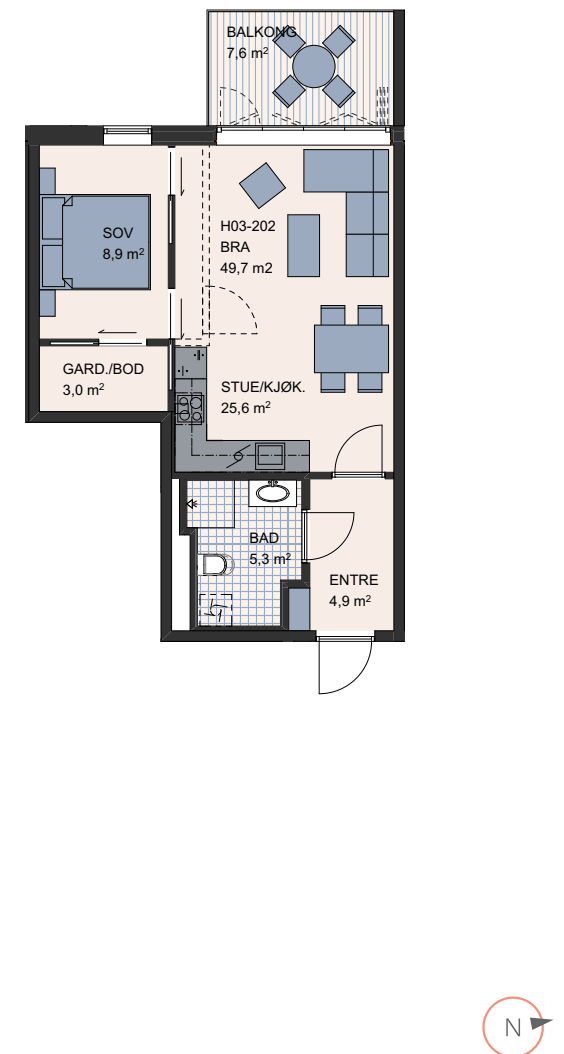 BALKONG
7,6 m²
SOV
8,9 m²
H03-202
BRA
49,7 m2
GARD./BOD
3,0 m²
STUE/KJØK.
25,6 m²
BAD
5,3 m²
ENTRE
4,9 m²
N